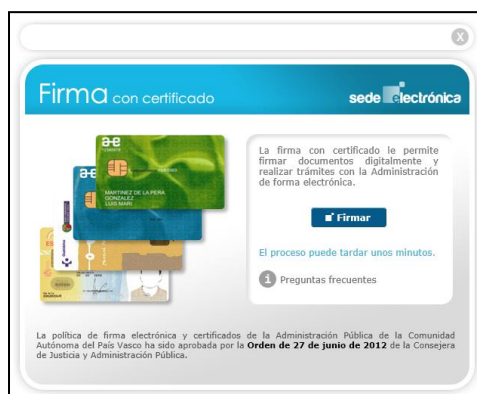 X
Firma con certificado
sede electrónica
La firma con certificado le permite
firmar documentos digitalmente y
realizar trámites con la Administración
de forma electrónica.
MARTINEZ DE LA PERA
GONZALEZ
LUIS MARI
Firmar
El proceso puede tardar unos minutos.
i Preguntas frecuentes
La política de firma electrónica y certificados de la Administración Pública de la Comunidad
Autónoma del País Vasco ha sido aprobada por la Orden de 27 de junio de 2012 de la Consejera
de Justicia y Administración Pública.